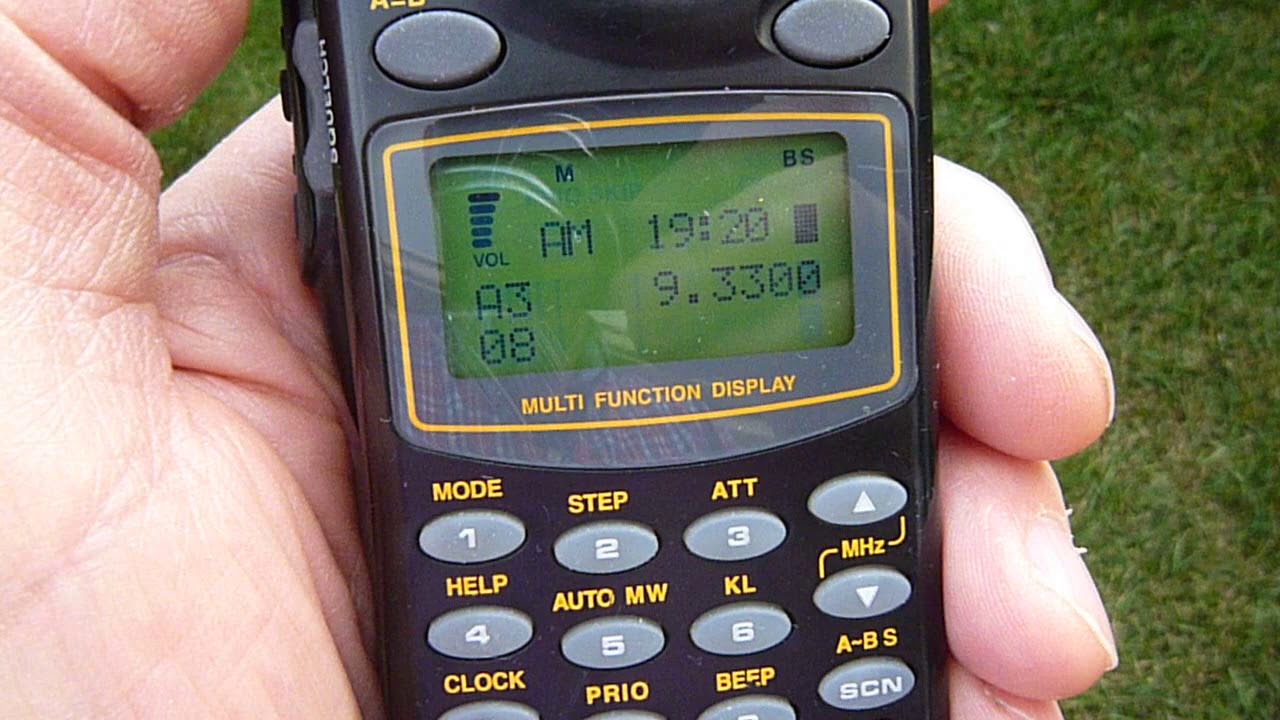 A=B
SQUELCH
M BS
AM 19:20
VOL
9.3300
A3
08
MULTI FUNCTION DISPLAY
MODE STEP ATT
1 2 3
MHz
HELP AUTO MW KL
4 5 6
A~B S
CLOCK PRIO BEEP SCN